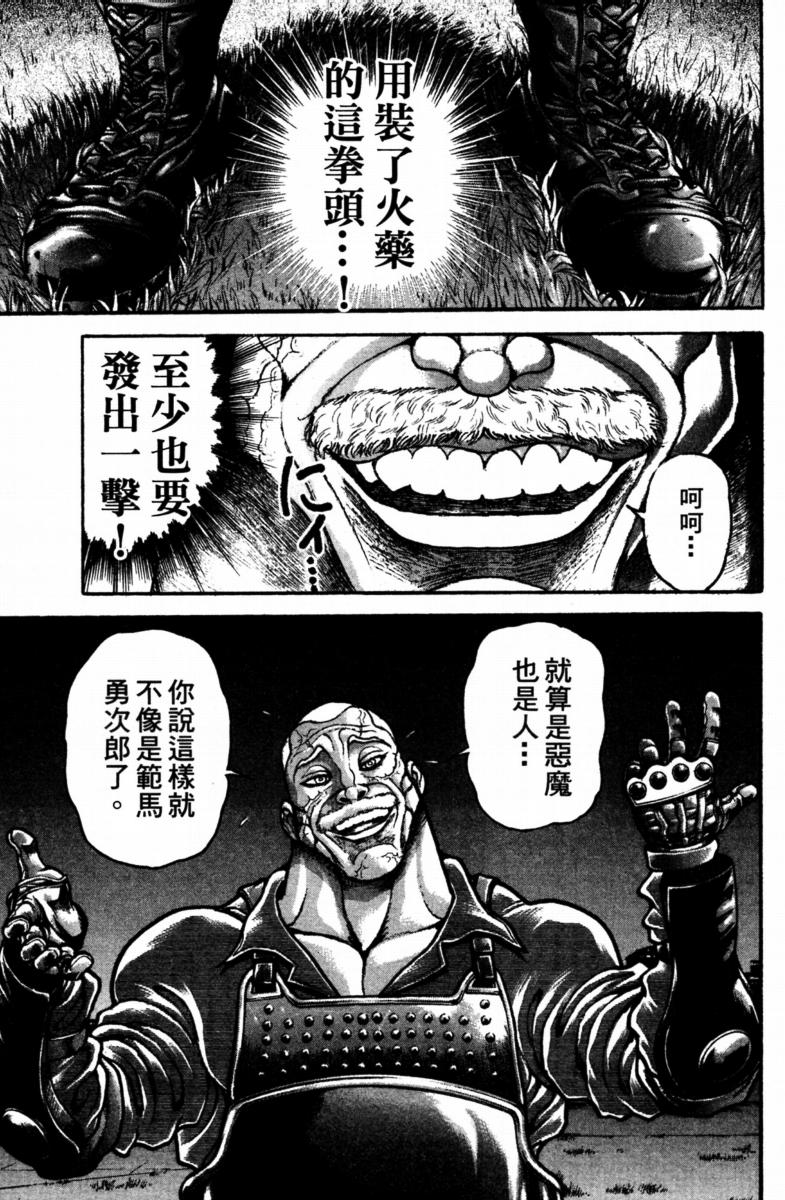 用裝了火藥
的這拳頭…！
呵呵…
至少也要
發出一擊！
にィ…
就算是惡魔
也是人…
你說這樣就
不像是範馬
勇次郎了。